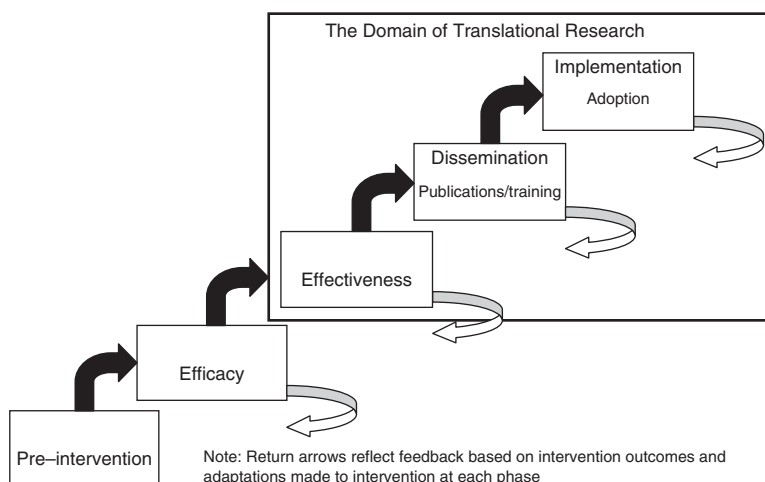 The Domain of Translational Research
Implementation
Adoption
Dissemination
Publications/training
Effectiveness
Efficacy
Pre–intervention
Note: Return arrows reflect feedback based on intervention outcomes and
adaptations made to intervention at each phase